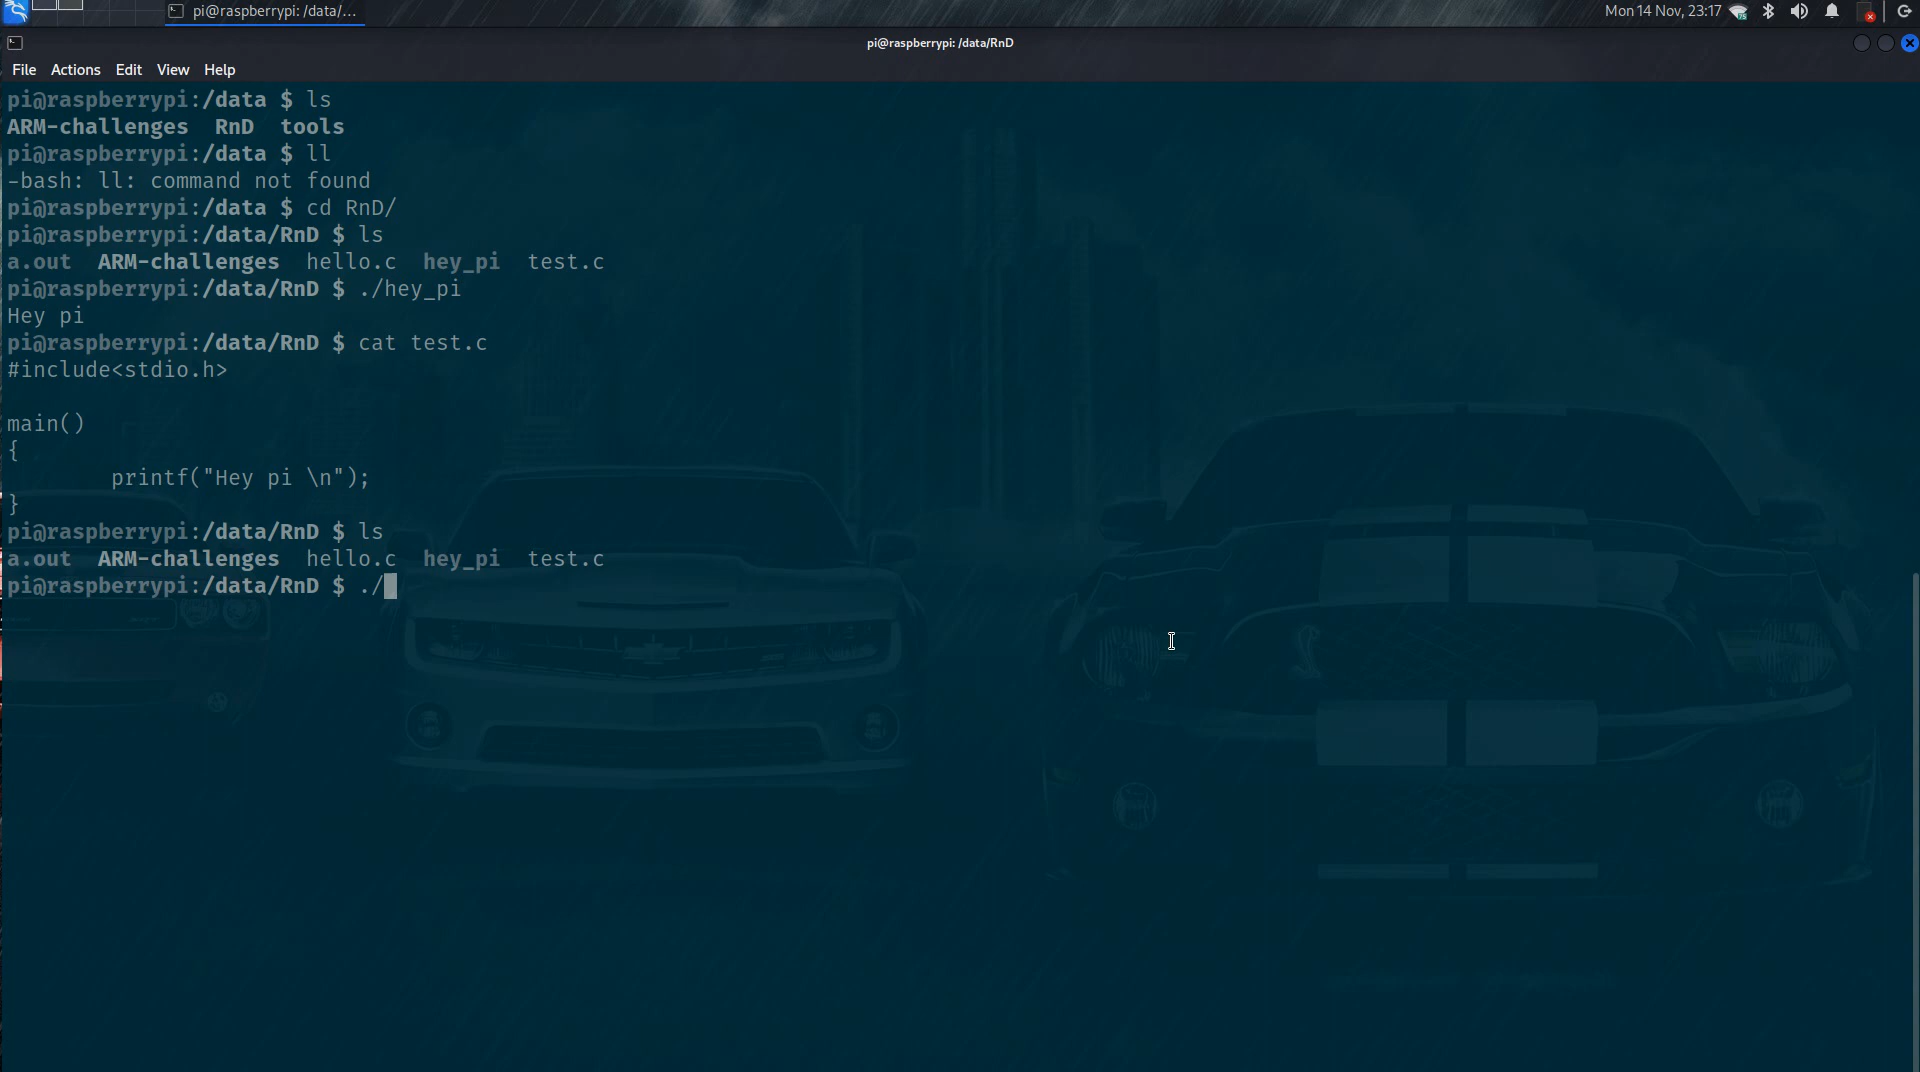 pi@raspberrypi: /data/...
Mon 14 Nov, 23:17
pi@raspberrypi: /data/RnD
File Actions Edit View Help
pi@raspberrypi:/data $ ls
ARM-challenges  RnD  tools
pi@raspberrypi:/data $ ll
-bash: ll: command not found
pi@raspberrypi:/data $ cd RnD/
pi@raspberrypi:/data/RnD $ ls
a.out  ARM-challenges  hello.c  hey_pi  test.c
pi@raspberrypi:/data/RnD $ ./hey_pi
Hey pi
pi@raspberrypi:/data/RnD $ cat test.c
#include<stdio.h>

main()
{
        printf("Hey pi \n");
}
pi@raspberrypi:/data/RnD $ ls
a.out  ARM-challenges  hello.c  hey_pi  test.c
pi@raspberrypi:/data/RnD $ ./